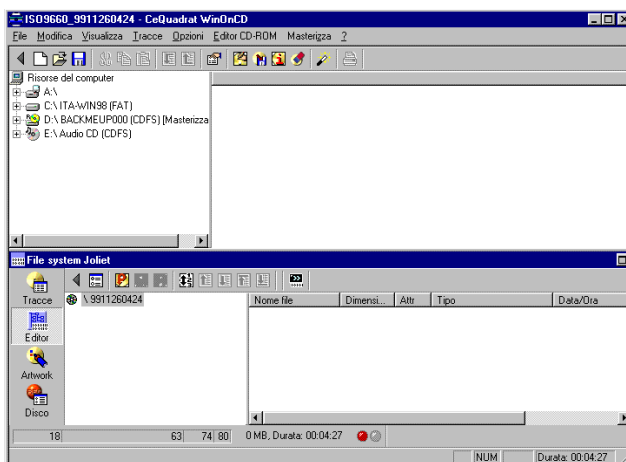 ISO9660_9911260424 - CeQuadrat WinOnCD
File Modifica Visualizza Tracce Opzioni Editor CD-ROM Masterizza ?
Risorse del computer
A:\
C:\ ITA-WIN98 (FAT)
D:\ BACKMEUP000 (CDFS) [Masterizza
E:\ Audio CD (CDFS)
File system Joliet
Tracce
\ 9911260424
Nome file Dimensi... Attr Tipo Data/Ora
Editor
Artwork
Disco
18 63 74 80 0 MB, Durata: 00:04:27
NUM Durata: 00:04:27